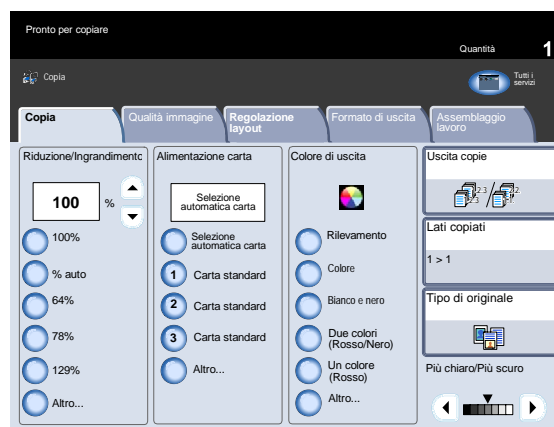 Pronto per copiare
Quantità
1
Copia
Tutti i
servizi
Copia
Qualità immagine
Regolazione
layout
Formato di uscita
Assemblaggio
lavoro
Riduzione/Ingrandimento
100 %
100%
% auto
64%
78%
129%
Altro...
Alimentazione carta
Selezione
automatica carta
Selezione
automatica carta
1 Carta standard
2 Carta standard
3 Carta standard
Altro...
Colore di uscita
Rilevamento
Colore
Bianco e nero
Due colori
(Rosso/Nero)
Un colore
(Rosso)
Altro...
Uscita copie
Lati copiati
1 > 1
Tipo di originale
Più chiaro/Più scuro